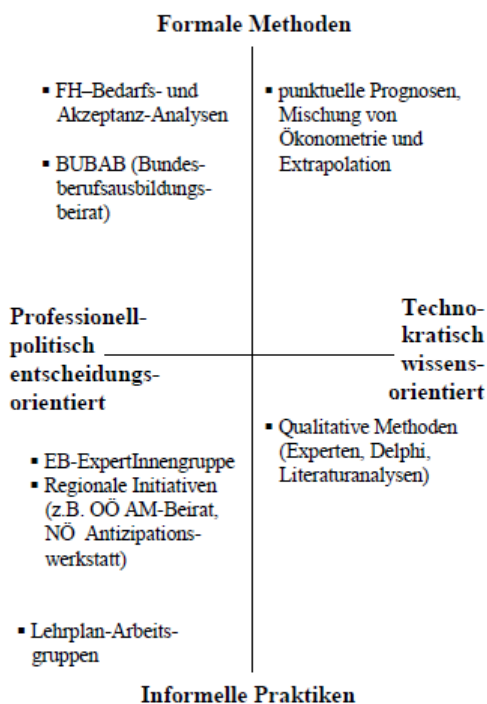 Formale Methoden
▪ FH–Bedarfs- und
Akzeptanz-Analysen
▪ BUBAB (Bundes-
berufsausbildungs-
beirat)
▪ punktuelle Prognosen,
Mischung von
Ökonometrie und
Extrapolation
Professionell-
politisch
entscheidungs-
orientiert
Techno-
kratisch
wissens-
orientiert
▪ EB-ExpertInnengruppe
▪ Regionale Initiativen
(z.B. OÖ AM-Beirat,
NÖ Antizipations-
werkstatt)
▪ Lehrplan-Arbeits-
gruppen
▪ Qualitative Methoden
(Experten, Delphi,
Literaturanalysen)
Informelle Praktiken